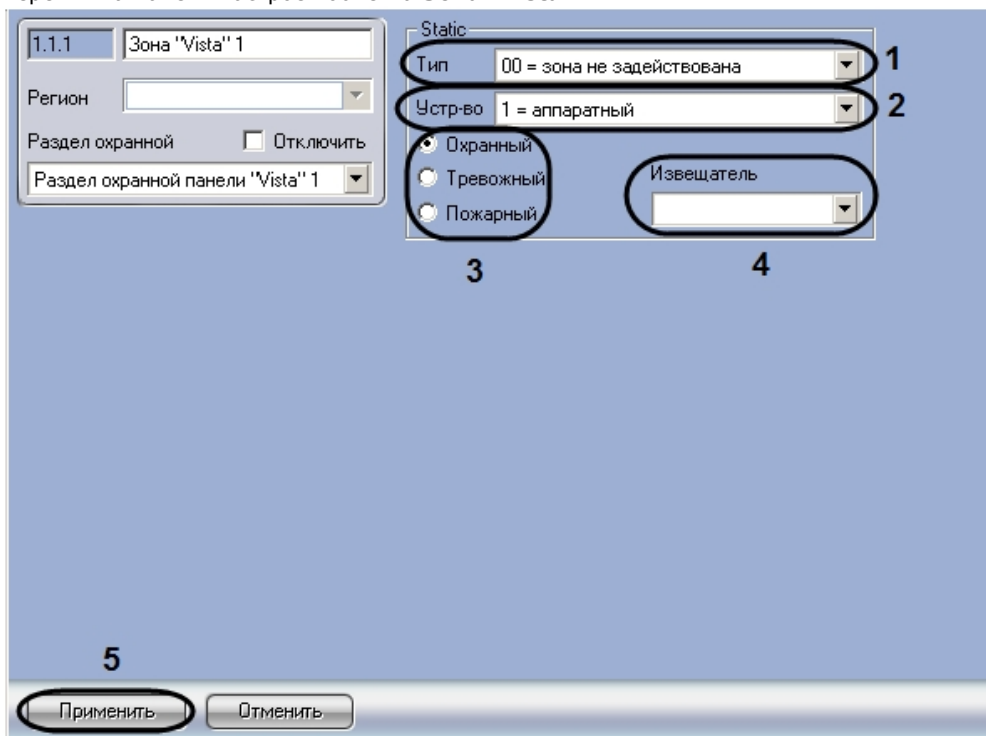 1.1.1 Зона "Vista" 1
Регион
Раздел охранной Отключить
Раздел охранной панели "Vista" 1
Static
Тип 00 = зона не задействована 1
Устр-во 1 = аппаратный 2
Охранный
Тревожный
Пожарный
Извещатель
3
4
5
Применить Отменить